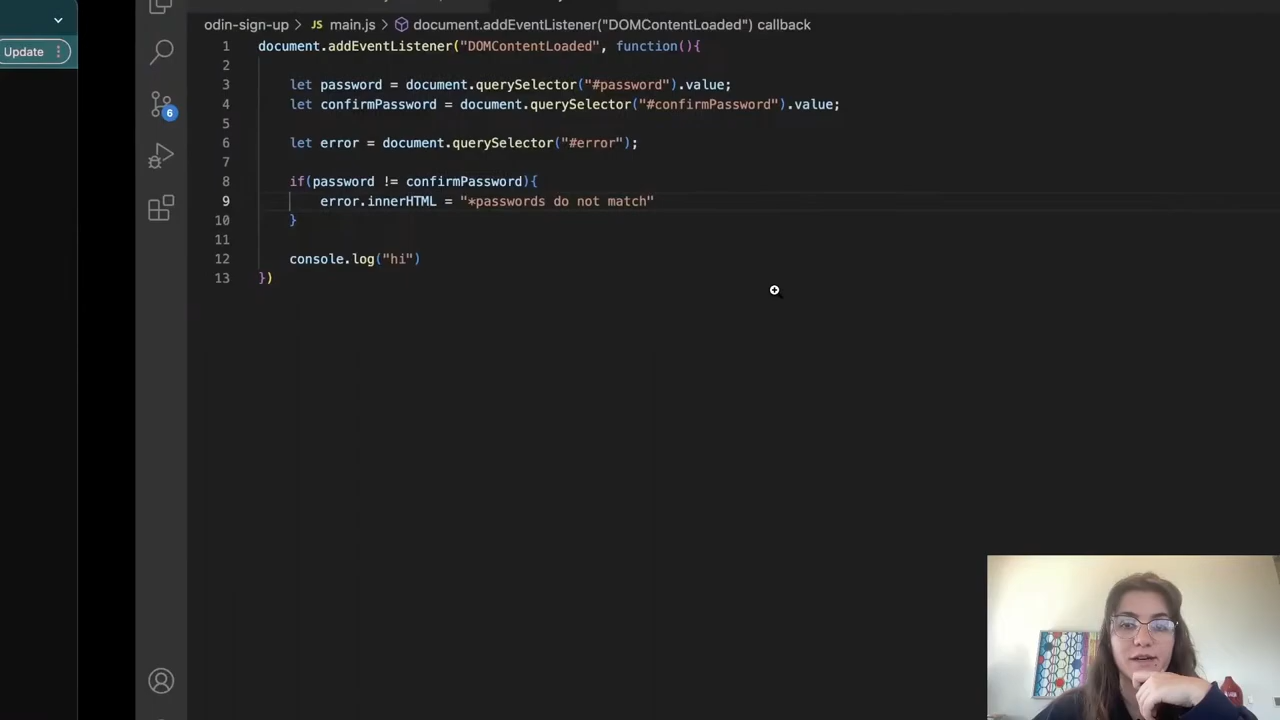 Update
odin-sign-up > JS main.js > document.addEventListener("DOMContentLoaded") callback
1 document.addEventListener("DOMContentLoaded", function(){
2
3 let password = document.querySelector("#password").value;
4 let confirmPassword = document.querySelector("#confirmPassword").value;
5
6 let error = document.querySelector("#error");
7
8 if(password != confirmPassword){
9 error.innerHTML = "*passwords do not match"
10 }
11
12 console.log("hi")
13 })
6